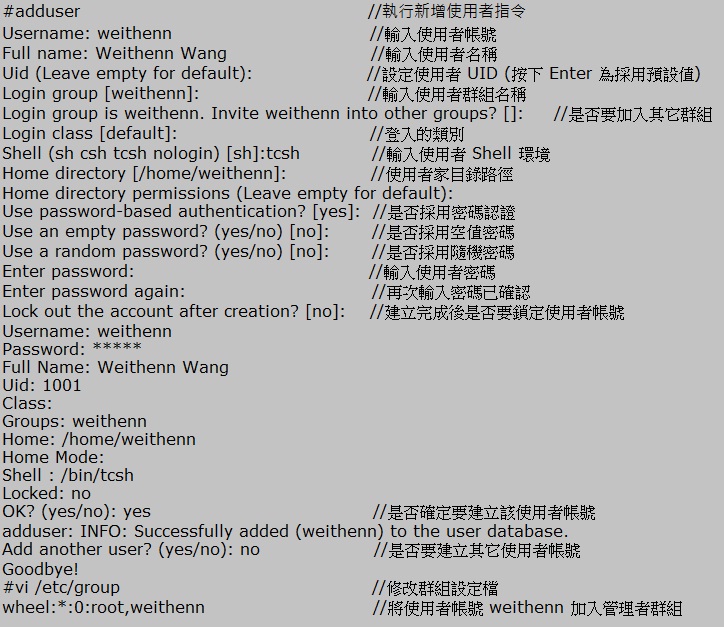 #adduser //執行新增使用者指令
Username: weithenn //輸入使用者帳號
Full name: Weithenn Wang //輸入使用者名稱
Uid (Leave empty for default): //設定使用者 UID (按下 Enter 為採用預設值)
Login group [weithenn]: //輸入使用者群組名稱
Login group is weithenn. Invite weithenn into other groups? []: //是否要加入其它群組
Login class [default]: //登入的類別
Shell (sh csh tcsh nologin) [sh]:tcsh //輸入使用者 Shell 環境
Home directory [/home/weithenn]: //使用者家目錄路徑
Home directory permissions (Leave empty for default):
Use password-based authentication? [yes]: //是否採用密碼認證
Use an empty password? (yes/no) [no]: //是否採用空值密碼
Use a random password? (yes/no) [no]: //是否採用隨機密碼
Enter password: //輸入使用者密碼
Enter password again: //再次輸入密碼已確認
Lock out the account after creation? [no]: //建立完成後是否要鎖定使用者帳號
Username: weithenn
Password: *****
Full Name: Weithenn Wang
Uid: 1001
Class:
Groups: weithenn
Home: /home/weithenn
Home Mode:
Shell : /bin/tcsh
Locked: no
OK? (yes/no): yes //是否確定要建立該使用者帳號
adduser: INFO: Successfully added (weithenn) to the user database.
Add another user? (yes/no): no //是否要建立其它使用者帳號
Goodbye!
#vi /etc/group //修改群組設定檔
wheel:*:0:root,weithenn //將使用者帳號 weithenn 加入管理者群組